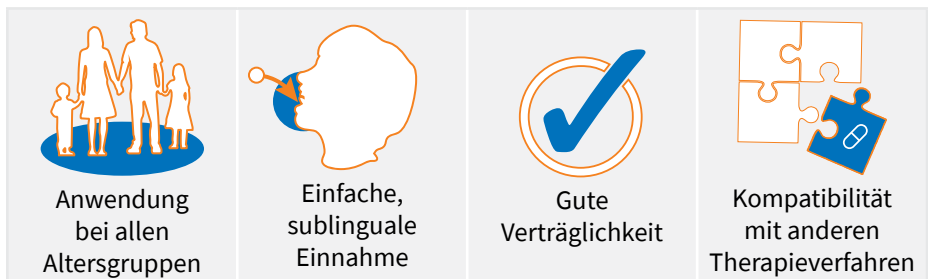 Anwendung
bei allen
Altersgruppen
Einfache,
sublinguale
Einnahme
Gute
Verträglichkeit
Kompatibilität
mit anderen
Therapieverfahren